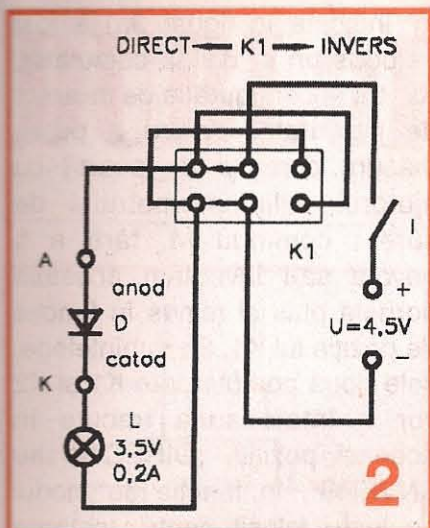 DIRECT ← K1 → INVERS
K1
I
A
anod
D
+
U=4,5V
−
catod
K
L
3,5V
0,2A
2